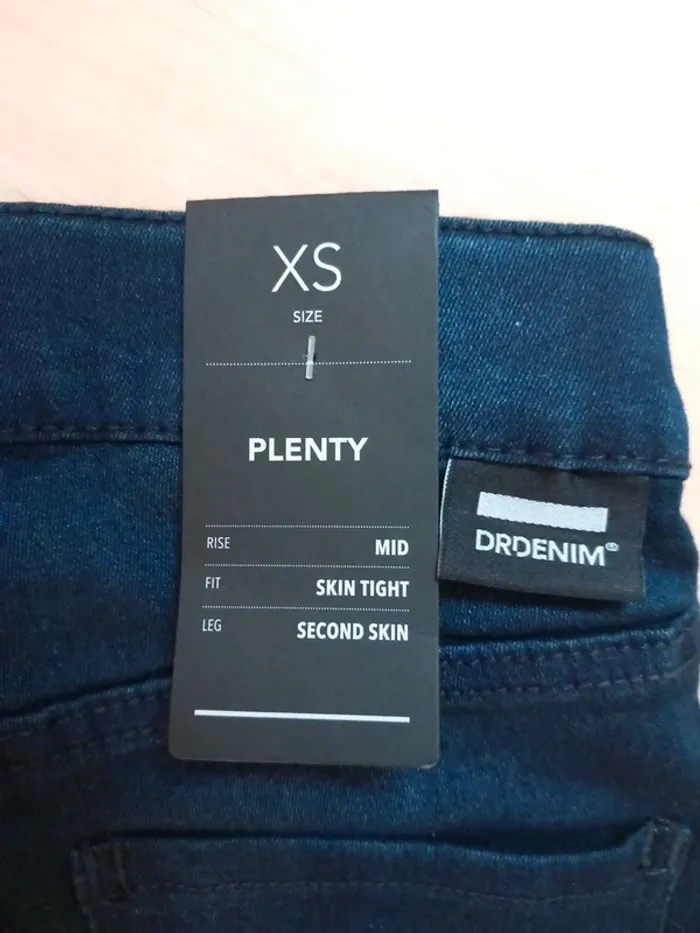 XS
SIZE
PLENTY
RISE MID
FIT SKIN TIGHT
LEG SECOND SKIN
DRDENIM®